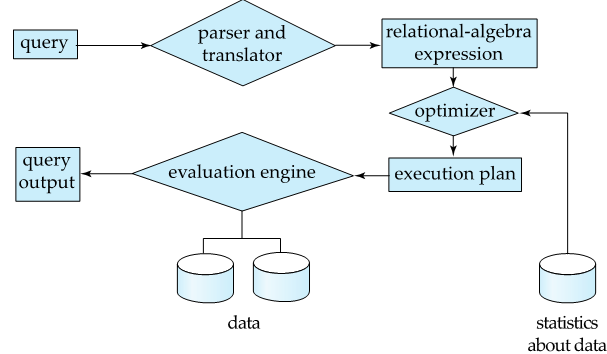 query
parser and
translator
relational-algebra
expression
optimizer
query
output
evaluation engine
execution plan
data
statistics
about data